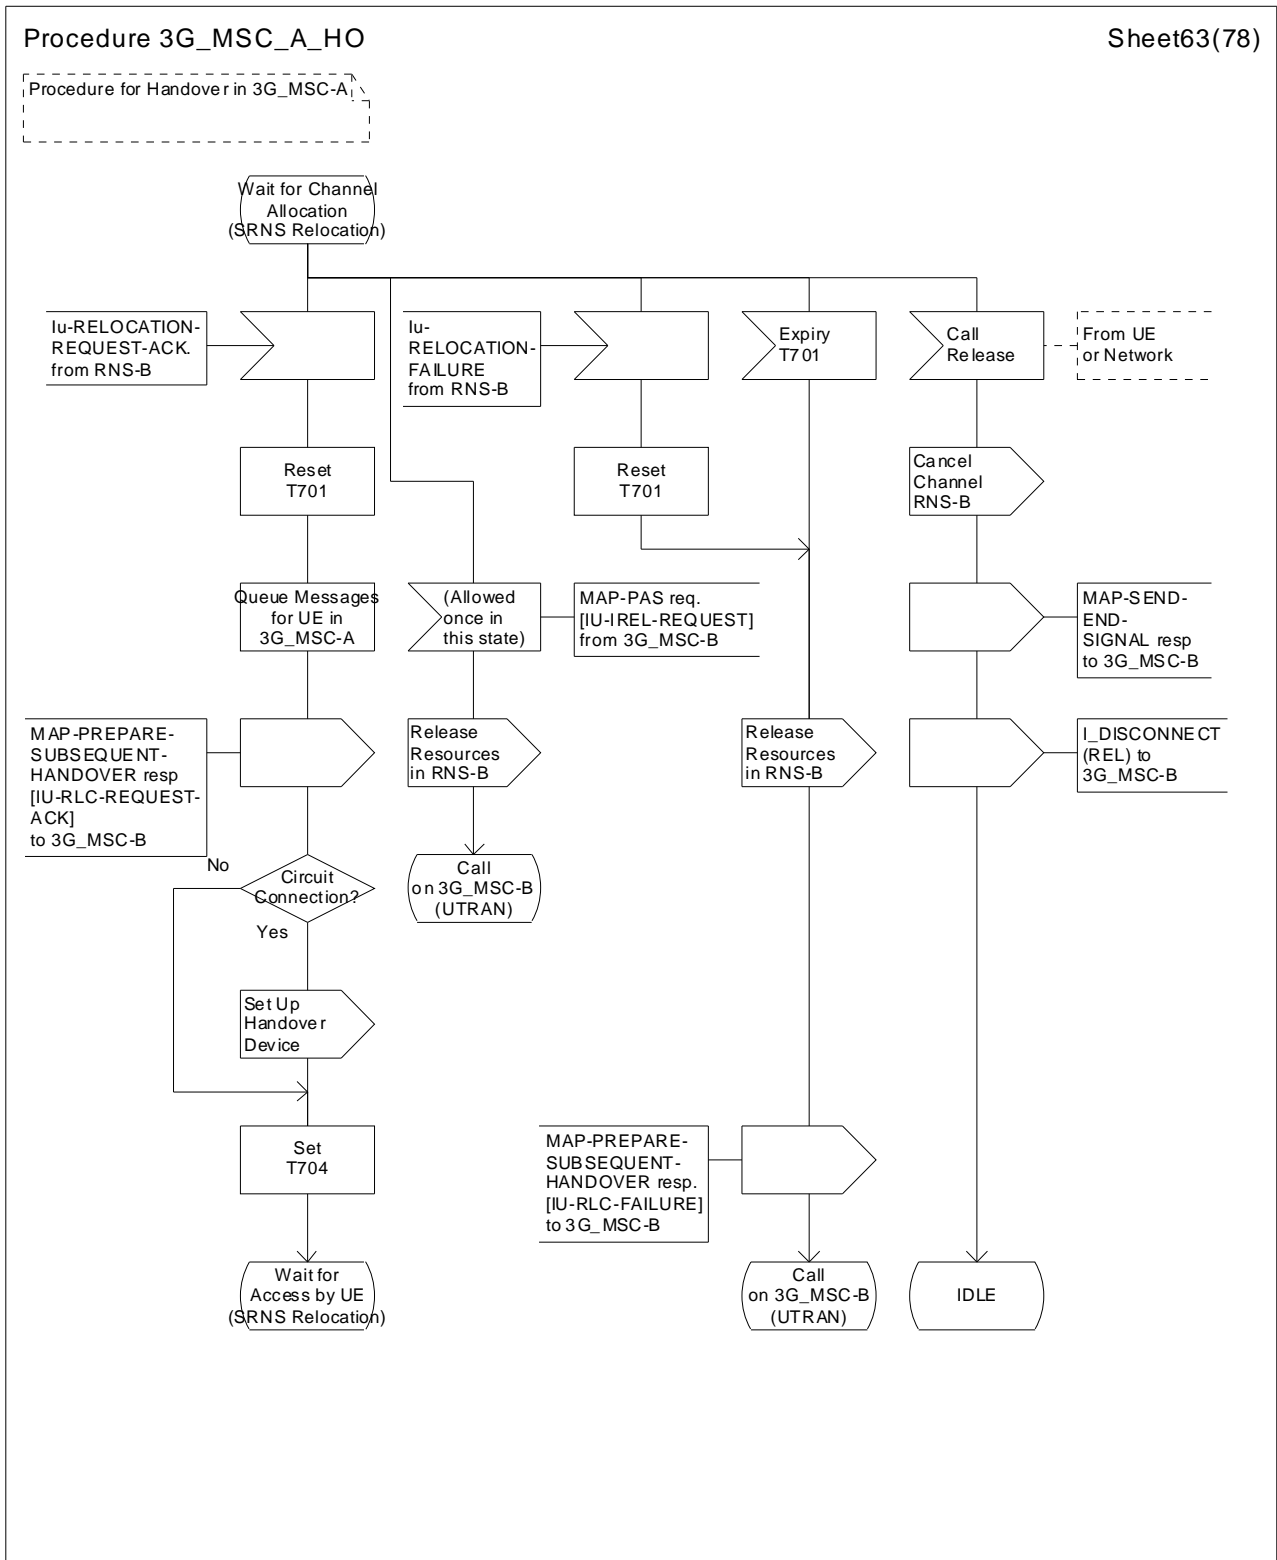 Procedure 3G_MSC_A_HO
Sheet63(78)
Procedure for Handover in 3G_MSC-A
Wait for Channel
Allocation
(SRNS Relocation)
Iu-RELOCATION-
REQUEST-ACK.
from RNS-B
Iu-
RELOCATION-
FAILURE
from RNS-B
Expiry
T701
Call
Release
From UE
or Network
Reset
T701
Reset
T701
Cancel
Channel
RNS-B
Queue Messages
for UE in
3G_MSC-A
(Allowed
once in
this state)
MAP-PAS req.
[IU-IREL-REQUEST]
from 3G_MSC-B
MAP-SEND-
END-
SIGNAL resp
to 3G_MSC-B
MAP-PREPARE-
SUBSEQUENT-
HANDOVER resp
[IU-RLC-REQUEST-
ACK]
to 3G_MSC-B
Release
Resources
in RNS-B
Release
Resources
in RNS-B
I_DISCONNECT
(REL) to
3G_MSC-B
No
Circuit
Connection?
Yes
Call
on 3G_MSC-B
(UTRAN)
Set Up
Handover
Device
Set
T704
MAP-PREPARE-
SUBSEQUENT-
HANDOVER resp.
[IU-RLC-FAILURE]
to 3G_MSC-B
Wait for
Access by UE
(SRNS Relocation)
Call
on 3G_MSC-B
(UTRAN)
IDLE